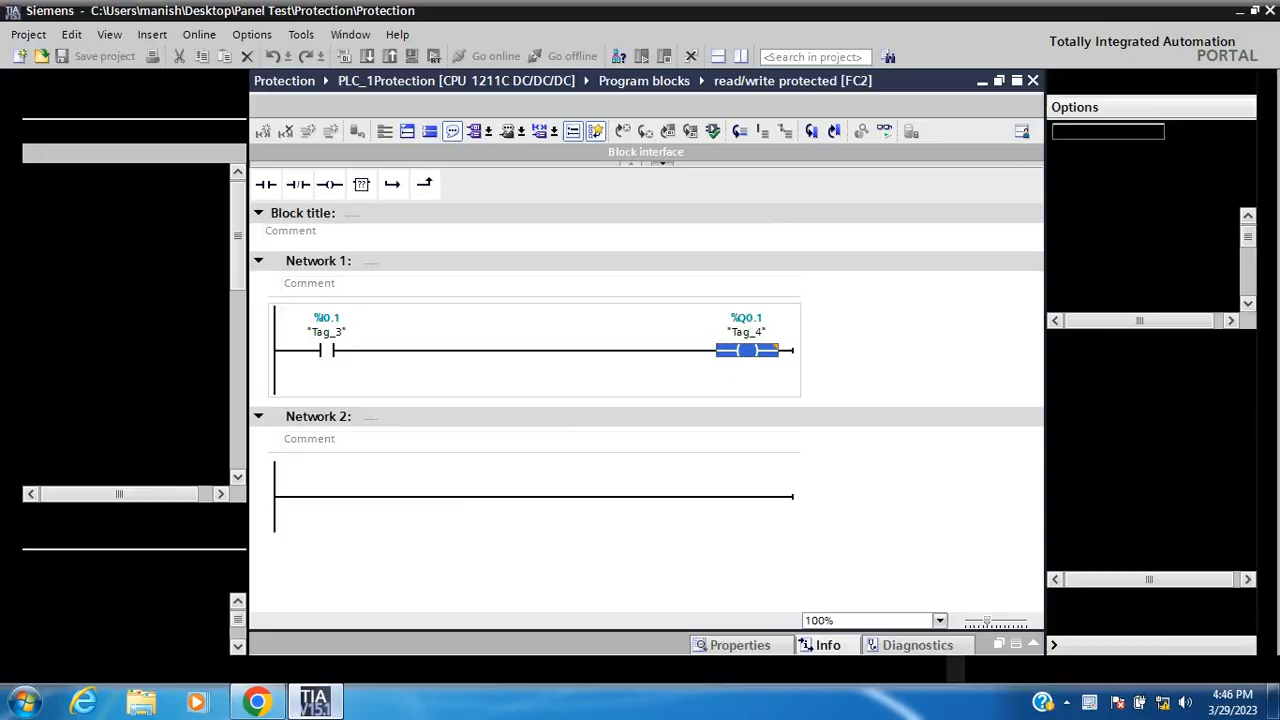 Siemens - C:\Users\manish\Desktop\Panel Test\Protection\Protection
Project Edit View Insert Online Options Tools Window Help
Totally Integrated Automation
PORTAL
Save project Go online Go offline <Search in project>
Protection PLC_1Protection [CPU 1211C DC/DC/DC] Program blocks read/write protected [FC2]
Options
Block interface
??
Block title: .....
Comment
Network 1: .....
Comment
%I0.1 %Q0.1
"Tag_3" "Tag_4"
Network 2: .....
Comment
100%
Properties Info Diagnostics
TIA
V15.1
4:46 PM
3/29/2023